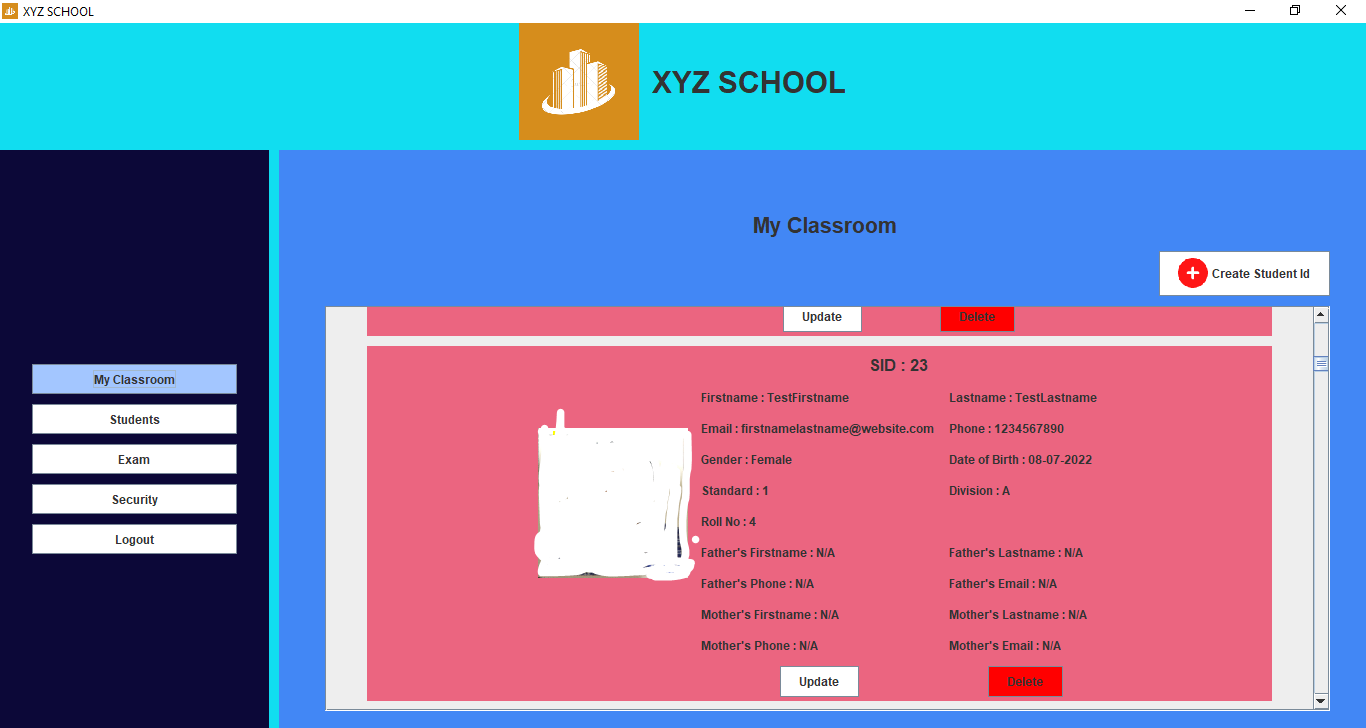 XYZ SCHOOL
XYZ SCHOOL
My Classroom
Create Student Id
My Classroom
Students
Exam
Security
Logout
Update Delete
SID : 23
Firstname : TestFirstname Lastname : TestLastname
Email : firstnamelastname@website.com Phone : 1234567890
Gender : Female Date of Birth : 08-07-2022
Standard : 1 Division : A
Roll No : 4
Father's Firstname : N/A Father's Lastname : N/A
Father's Phone : N/A Father's Email : N/A
Mother's Firstname : N/A Mother's Lastname : N/A
Mother's Phone : N/A Mother's Email : N/A
Update Delete